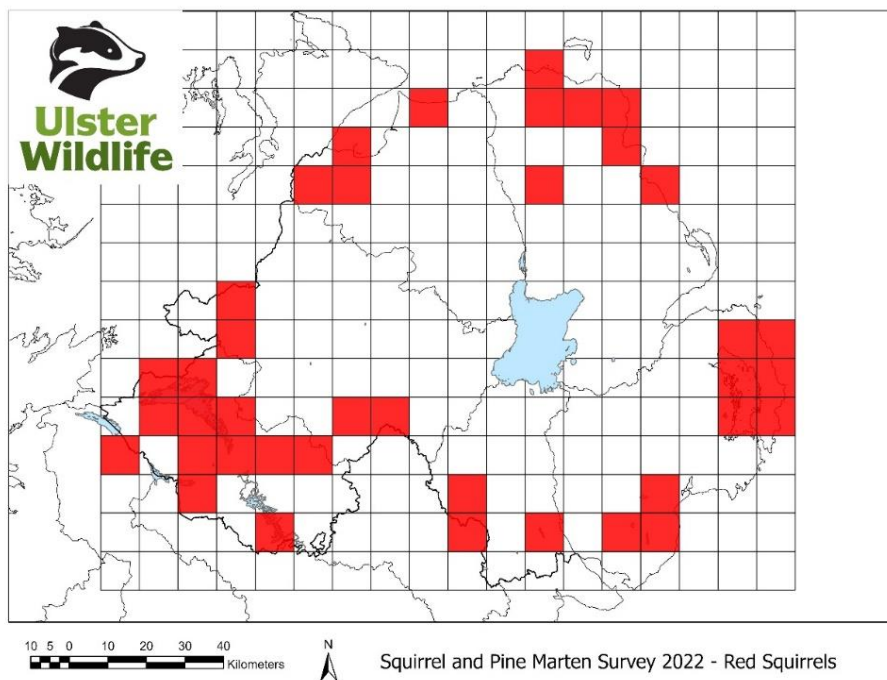 Ulster
Wildlife
10 5 0 10 20 30 40
Kilometers
N
Squirrel and Pine Marten Survey 2022 - Red Squirrels